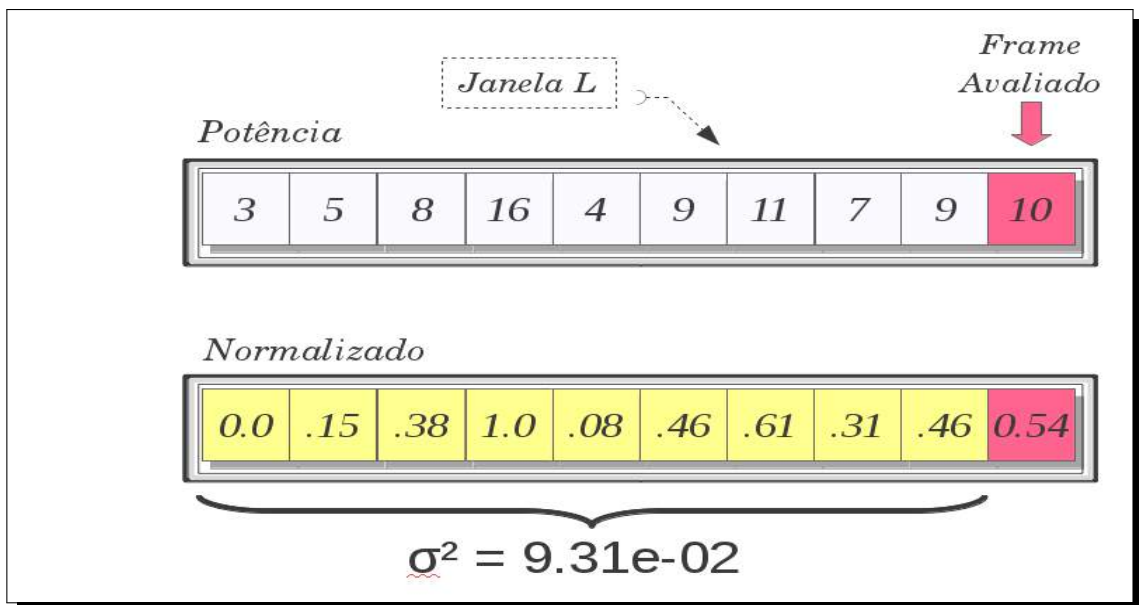 Frame
Avaliado
Janela L
Potência
3 5 8 16 4 9 11 7 9 10
Normalizado
0.0 .15 .38 1.0 .08 .46 .61 .31 .46 0.54
σ² = 9.31e-02